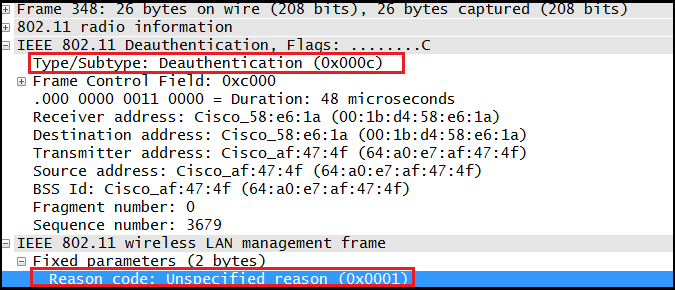 Frame 348: 26 bytes on wire (208 bits), 26 bytes captured (208 bits)
802.11 radio information
IEEE 802.11 Deauthentication, Flags: ........C
Type/Subtype: Deauthentication (0x000c)
Frame Control Field: 0xc000
.000 0000 0011 0000 = Duration: 48 microseconds
Receiver address: Cisco_58:e6:1a (00:1b:d4:58:e6:1a)
Destination address: Cisco_58:e6:1a (00:1b:d4:58:e6:1a)
Transmitter address: Cisco_af:47:4f (64:a0:e7:af:47:4f)
Source address: Cisco_af:47:4f (64:a0:e7:af:47:4f)
BSS Id: Cisco_af:47:4f (64:a0:e7:af:47:4f)
Fragment number: 0
Sequence number: 3679
IEEE 802.11 wireless LAN management frame
Fixed parameters (2 bytes)
Reason code: Unspecified reason (0x0001)